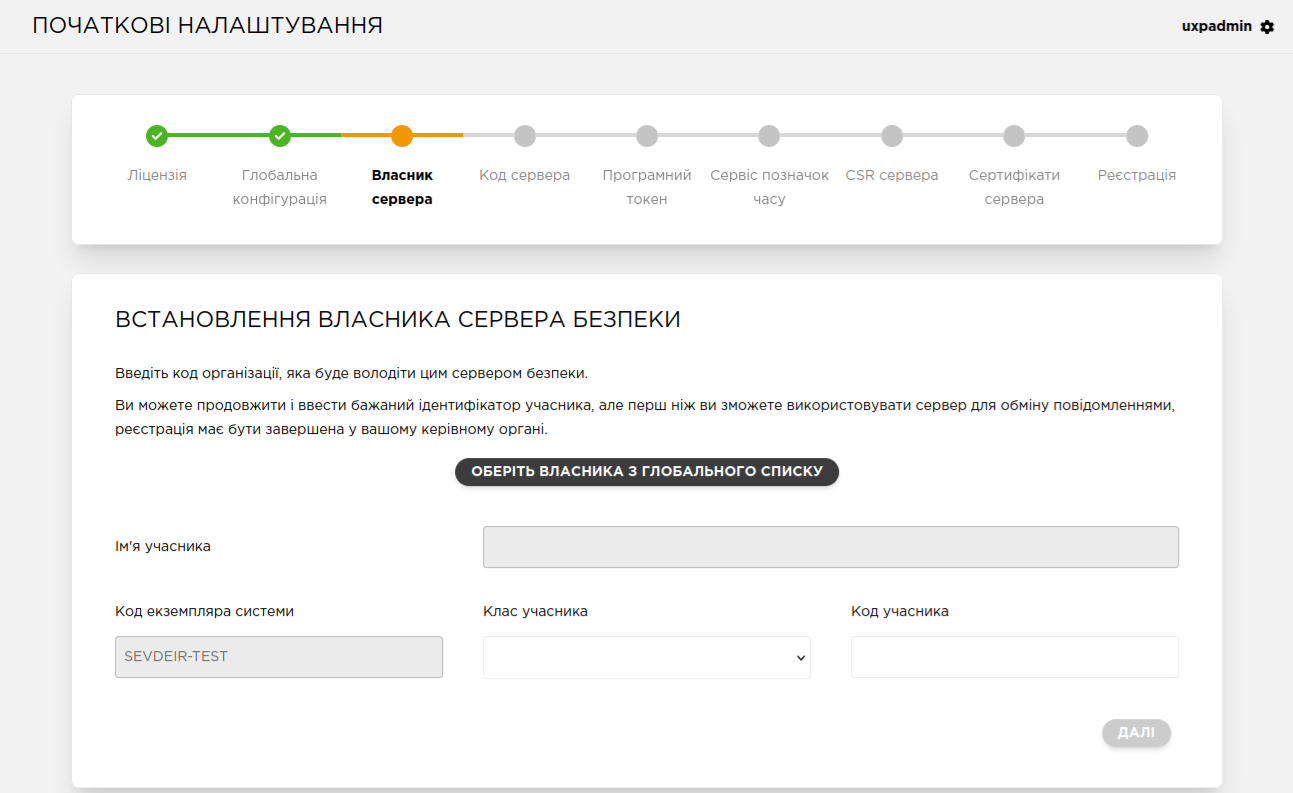 ПОЧАТКОВІ НАЛАШТУВАННЯ
uxpadmin
Ліцензія
Глобальна
конфігурація
Власник
сервера
Код сервера
Програмний
токен
Сервіс позначок
часу
CSR сервера
Сертифікати
сервера
Реєстрація
ВСТАНОВЛЕННЯ ВЛАСНИКА СЕРВЕРА БЕЗПЕКИ
Введіть код організації, яка буде володіти цим сервером безпеки.
Ви можете продовжити і ввести бажаний ідентифікатор учасника, але перш ніж ви зможете використовувати сервер для обміну повідомленнями,
реєстрація має бути завершена у вашому керівному органі.
ОБЕРІТЬ ВЛАСНИКА З ГЛОБАЛЬНОГО СПИСКУ
Ім'я учасника
Код екземпляра системи
Клас учасника
Код учасника
SEVDEIR-TEST
ДАЛІ